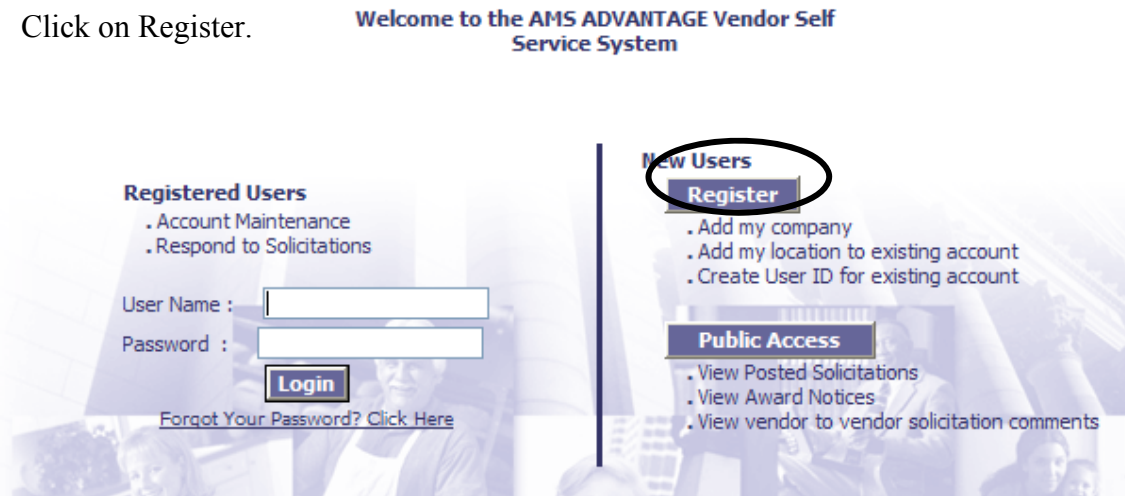 Click on Register.
Welcome to the AMS ADVANTAGE Vendor Self
Service System
Registered Users
. Account Maintenance
. Respond to Solicitations
User Name :
Password :
Login
Forgot Your Password? Click Here
New Users
Register
. Add my company
. Add my location to existing account
. Create User ID for existing account
Public Access
. View Posted Solicitations
. View Award Notices
. View vendor to vendor solicitation comments